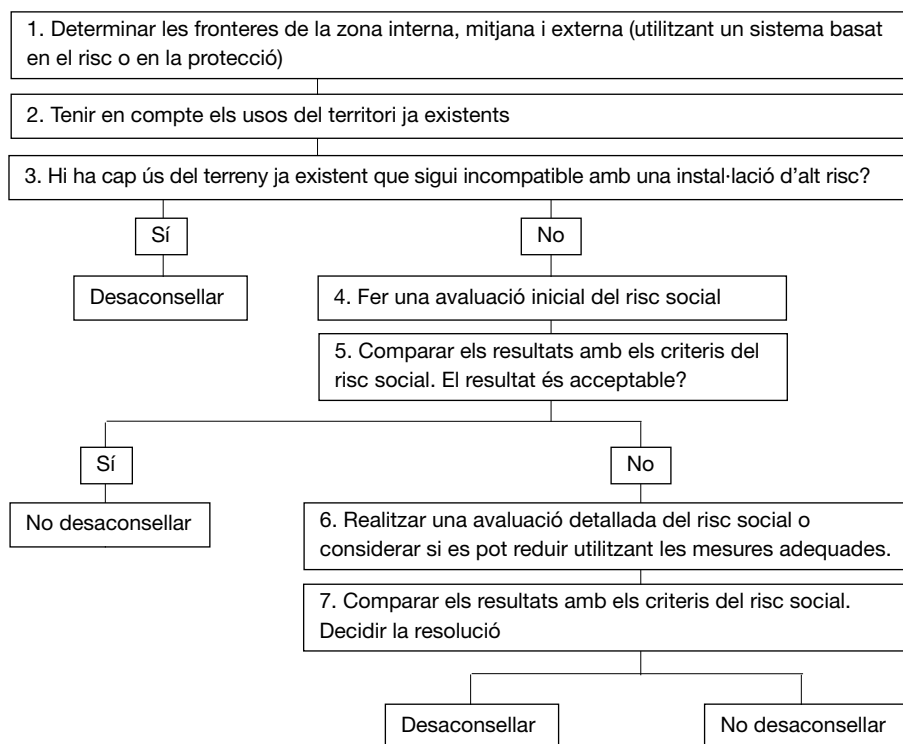 1. Determinar les fronteres de la zona interna, mitjana i externa (utilitzant un sistema basat
en el risc o en la protecció)
2. Tenir en compte els usos del territori ja existents
3. Hi ha cap ús del terreny ja existent que sigui incompatible amb una instal·lació d'alt risc?
Sí
No
Desaconsellar
4. Fer una avaluació inicial del risc social
5. Comparar els resultats amb els criteris del
risc social. El resultat és acceptable?
Sí
No
No desaconsellar
6. Realitzar una avaluació detallada del risc social o
considerar si es pot reduir utilitzant les mesures adequades.
7. Comparar els resultats amb els criteris del risc social.
Decidir la resolució
Desaconsellar
No desaconsellar